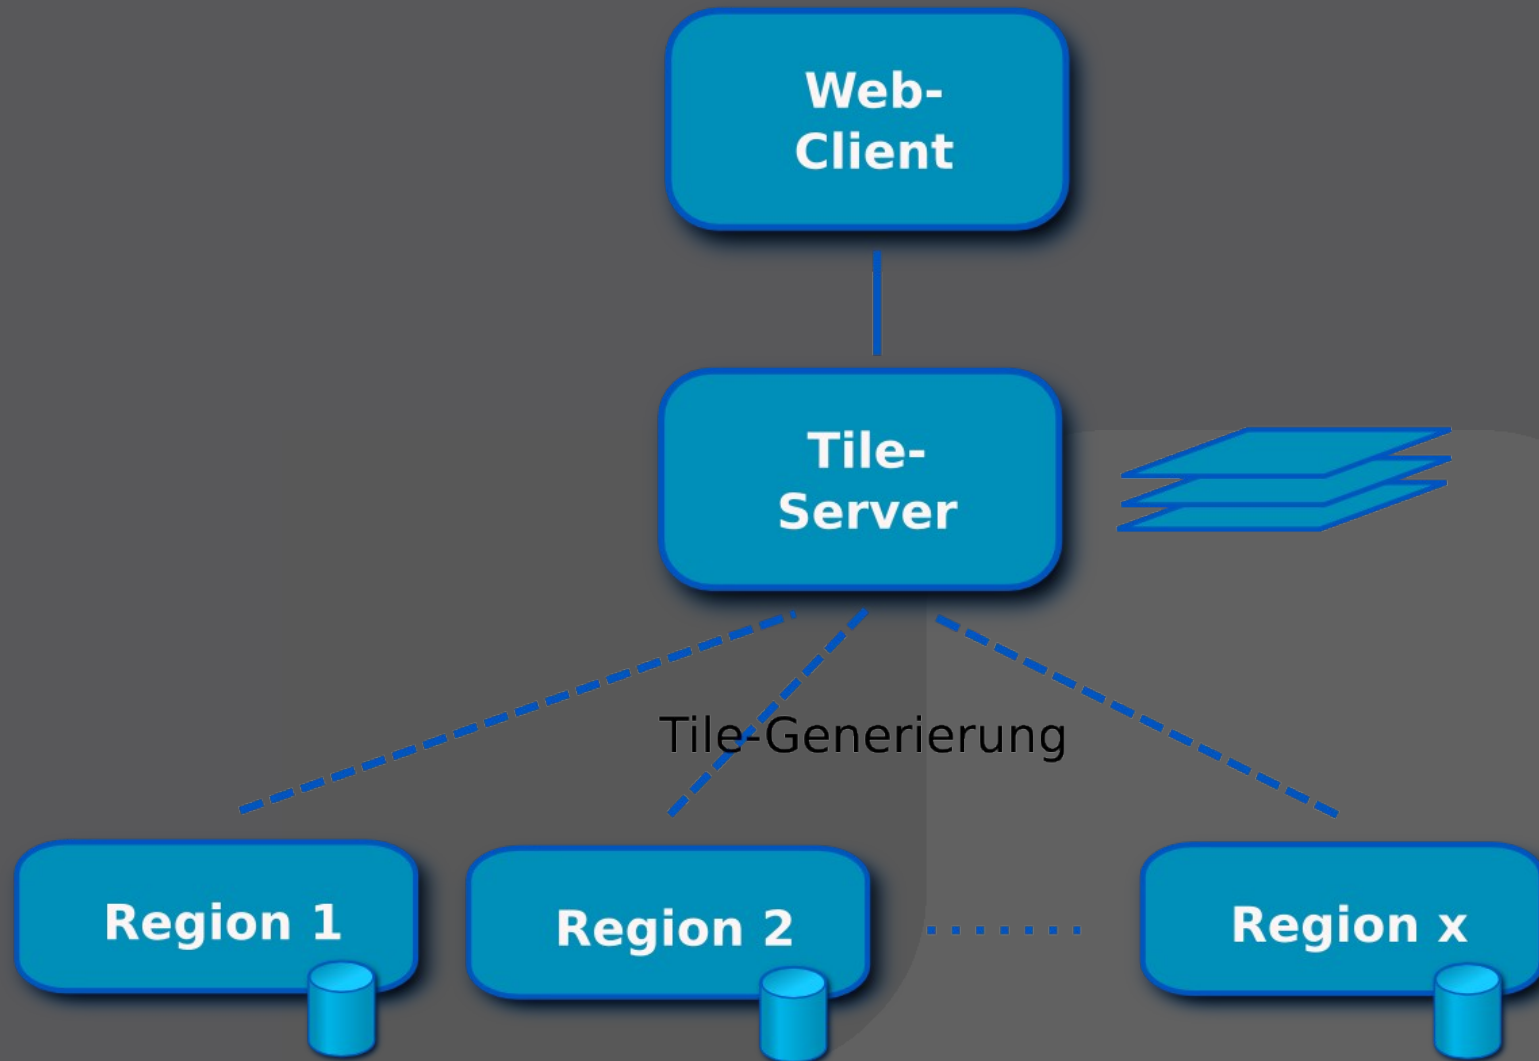 Web-
Client
Tile-
Server
Tile-Generierung
Region 1
Region 2
Region x